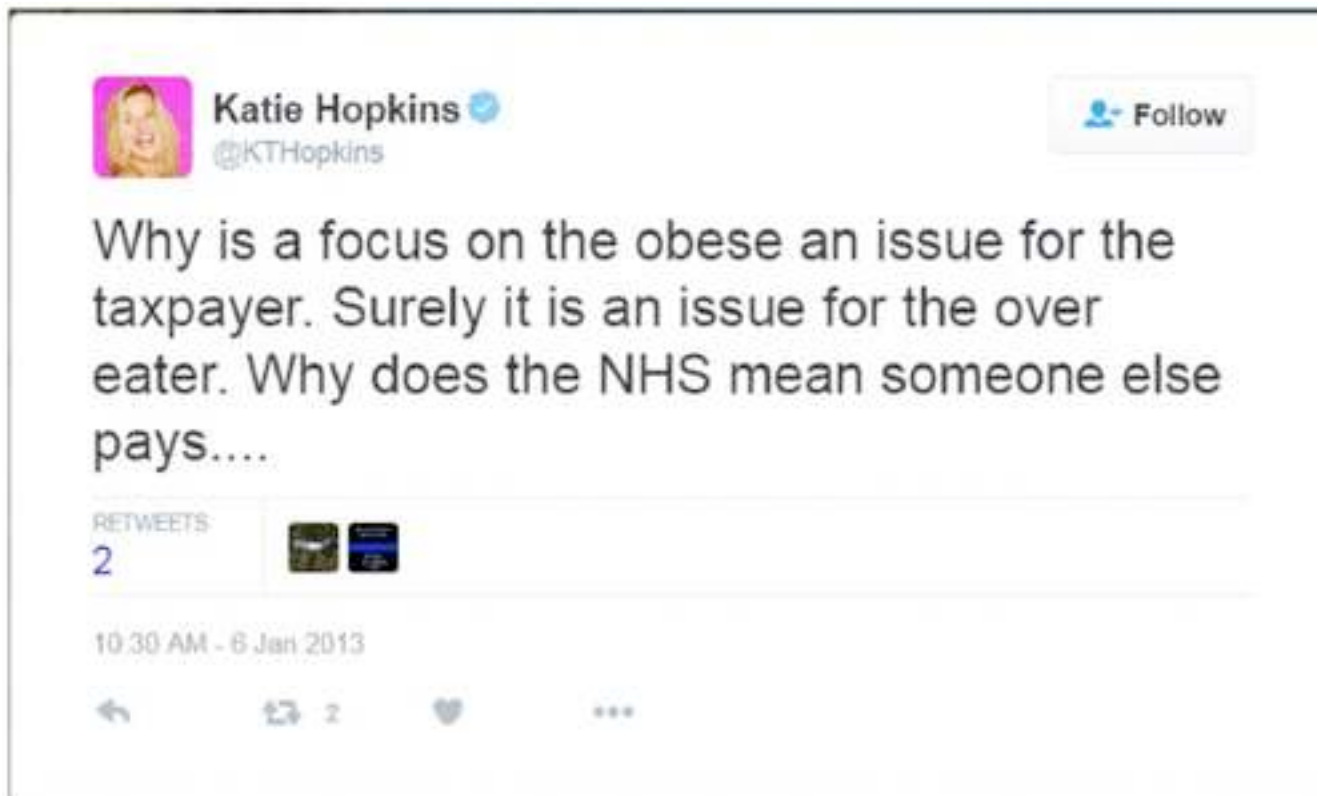 Katie Hopkins
@KTHopkins
Follow
Why is a focus on the obese an issue for the
taxpayer. Surely it is an issue for the over
eater. Why does the NHS mean someone else
pays....
RETWEETS
2
10:30 AM - 6 Jan 2013
2